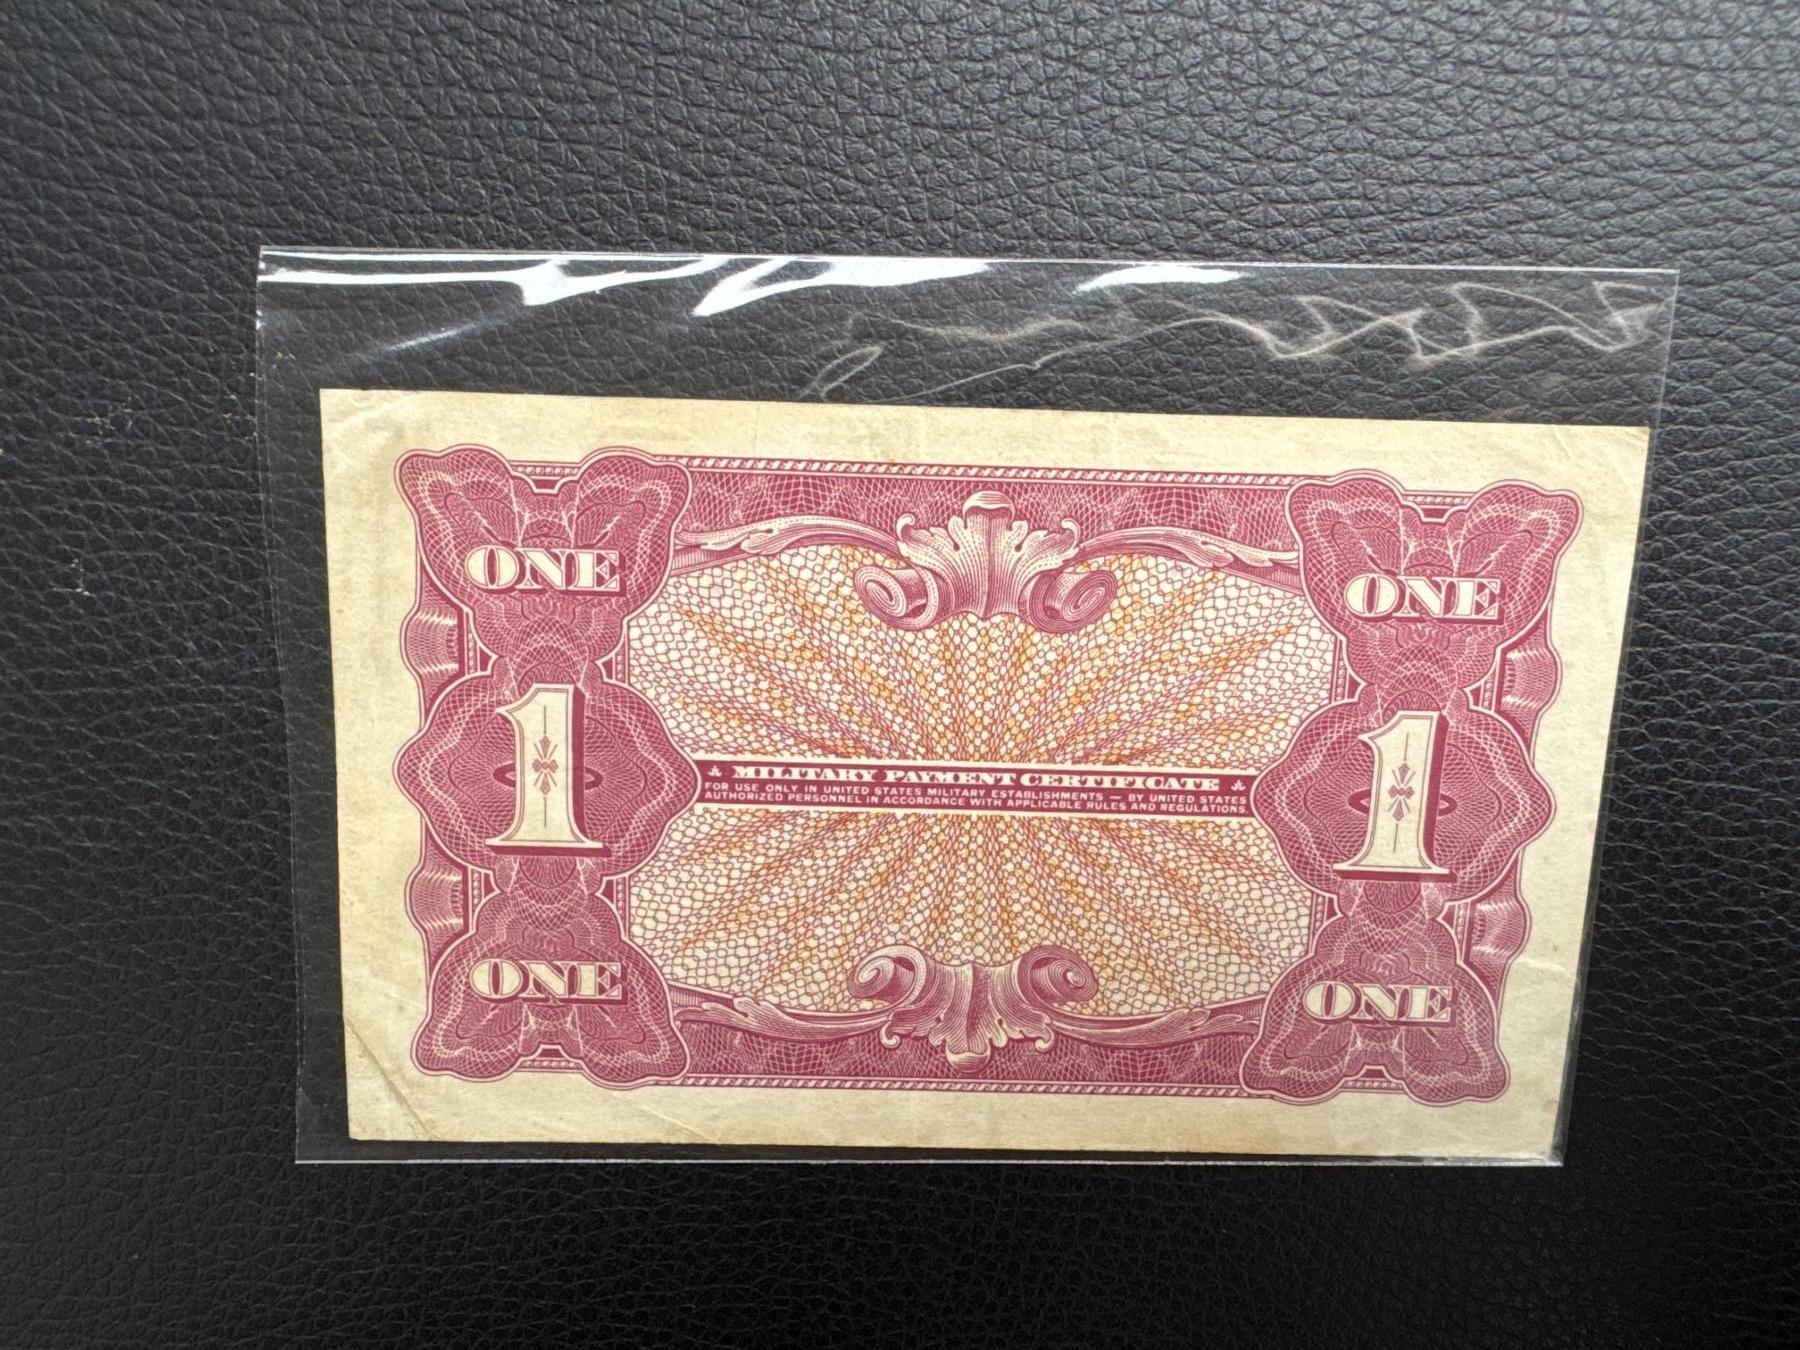 ONE ONE
1 1
MILITARY PAYMENT CERTIFICATE
FOR USE ONLY IN UNITED STATES MILITARY ESTABLISHMENTS — BY UNITED STATES
AUTHORIZED PERSONNEL IN ACCORDANCE WITH APPLICABLE RULES AND REGULATIONS.
ONE ONE